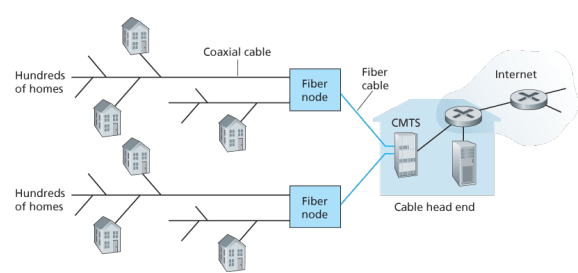 Coaxial cable
Hundreds
of homes
Fiber
node
Fiber
cable
Internet
CMTS
Hundreds
of homes
Fiber
node
Cable head end